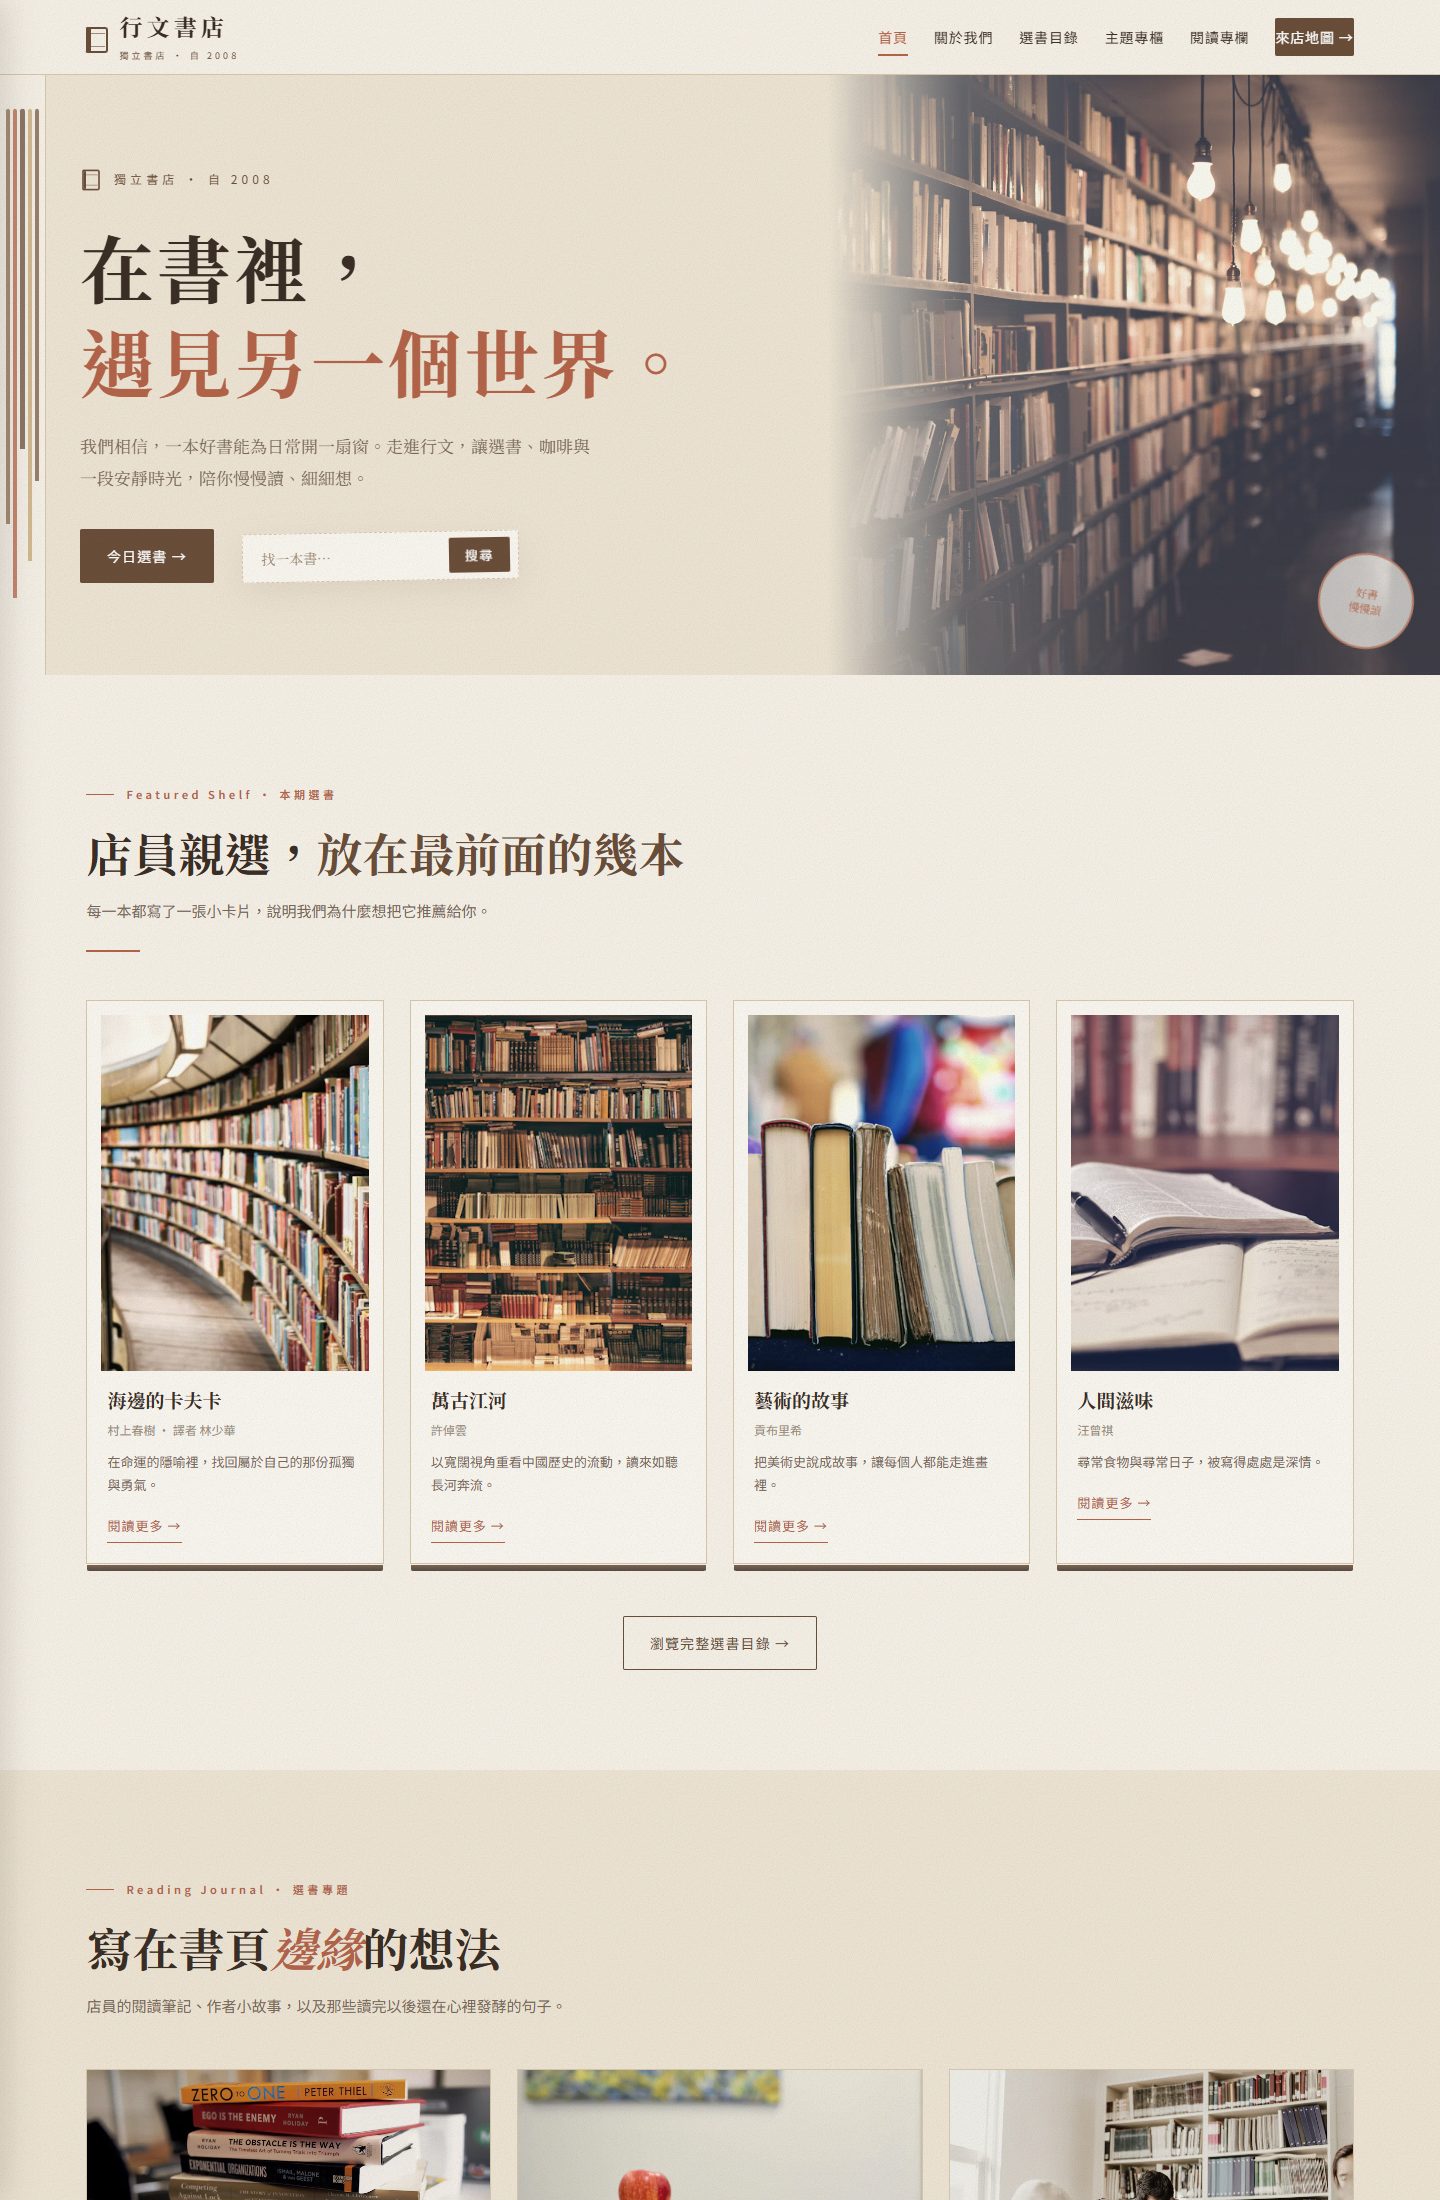 行文書店
獨立書店 · 自 2008
首頁
關於我們
選書目錄
主題專欄
閱讀專欄
來店地圖 →
獨立書店 · 自 2008
在書裡，
遇見另一個世界。
我們相信，一本好書能為日常開一扇窗。走進行文，讓選書、咖啡與
一段安靜時光，陪你慢慢讀、細細想。
今日選書 →
找一本書…
搜尋
好書
慢慢讀
Featured Shelf · 本期選書
店員親選，放在最前面的幾本
每一本都寫了一張小卡片，說明我們為什麼想把它推薦給你。
海邊的卡夫卡
村上春樹 · 譯者 林少華
在命運的隱喻裡，找回屬於自己的那份孤獨
與勇氣。
閱讀更多 →
萬古江河
許倬雲
以寬闊視角重看中國歷史的流動，讀來如聽
長河奔流。
閱讀更多 →
藝術的故事
貢布里希
把美術史說成故事，讓每個人都能走進畫
裡。
閱讀更多 →
人間滋味
汪曾祺
尋常食物與尋常日子，被寫得處處是深情。
閱讀更多 →
瀏覽完整選書目錄 →
Reading Journal · 選書專題
寫在書頁邊緣的想法
店員的閱讀筆記、作者小故事，以及那些讀完以後還在心裡發酵的句子。
ZERO TO ONE PETER THIEL
EGO IS THE ENEMY RYAN HOLIDAY
RYAN HOLIDAY THE OBSTACLE IS THE WAY
EXPONENTIAL ORGANIZATIONS
Competing
Against Luck